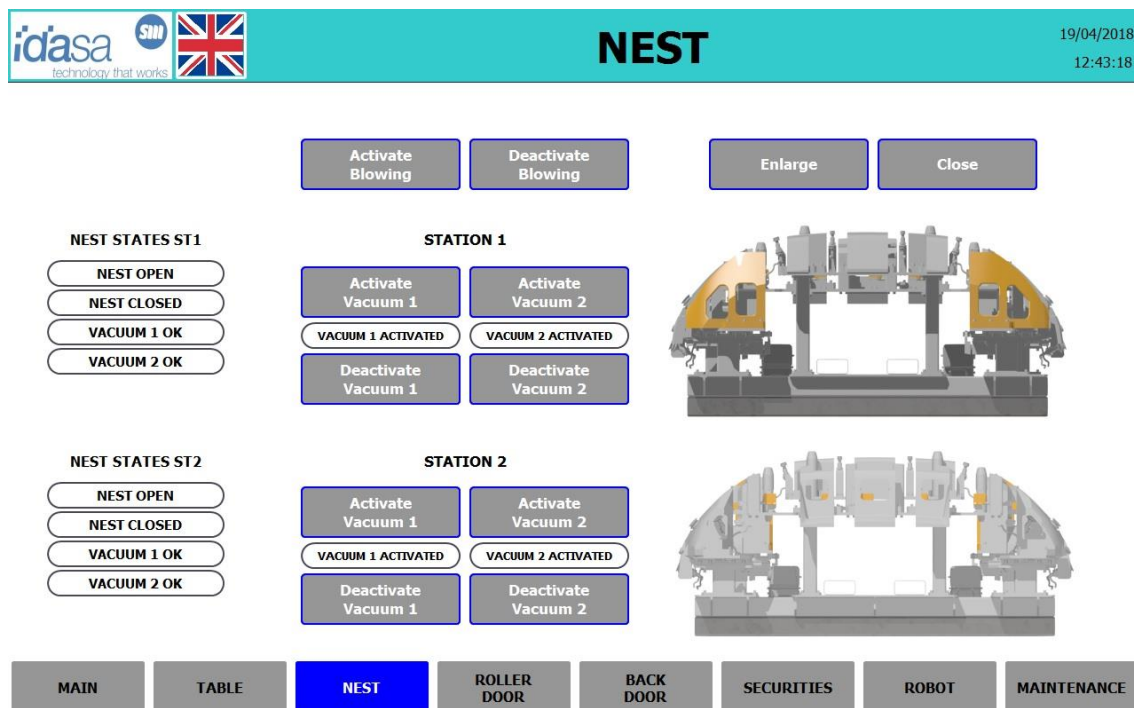 idasa
sm
technology that works
NEST
19/04/2018
12:43:18
Activate
Blowing
Deactivate
Blowing
Enlarge
Close
NEST STATES ST1
NEST OPEN
NEST CLOSED
VACUUM 1 OK
VACUUM 2 OK
STATION 1
Activate
Vacuum 1
Activate
Vacuum 2
VACUUM 1 ACTIVATED
VACUUM 2 ACTIVATED
Deactivate
Vacuum 1
Deactivate
Vacuum 2
NEST STATES ST2
NEST OPEN
NEST CLOSED
VACUUM 1 OK
VACUUM 2 OK
STATION 2
Activate
Vacuum 1
Activate
Vacuum 2
VACUUM 1 ACTIVATED
VACUUM 2 ACTIVATED
Deactivate
Vacuum 1
Deactivate
Vacuum 2
MAIN
TABLE
NEST
ROLLER
DOOR
BACK
DOOR
SECURITIES
ROBOT
MAINTENANCE